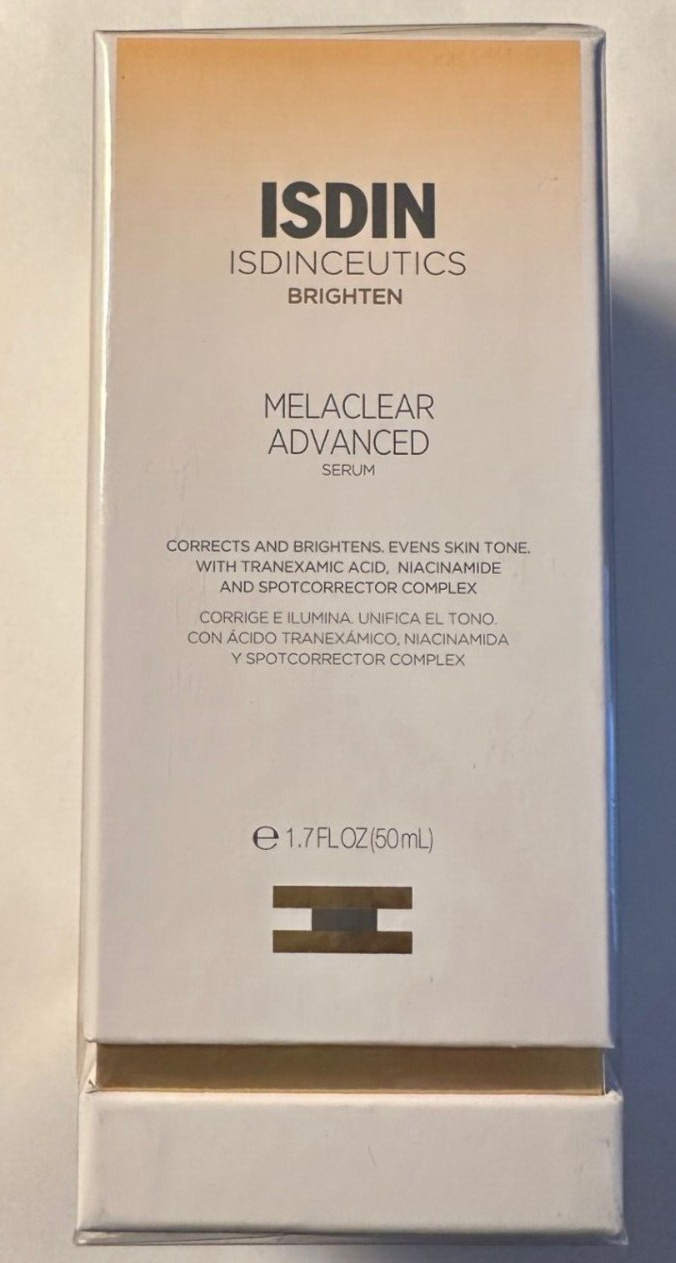 ISDIN
ISDINCEUTICS
BRIGHTEN
MELACLEAR
ADVANCED
SERUM
CORRECTS AND BRIGHTENS. EVENS SKIN TONE.
WITH TRANEXAMIC ACID, NIACINAMIDE
AND SPOTCORRECTOR COMPLEX
CORRIGE E ILUMINA. UNIFICA EL TONO.
CON ÁCIDO TRANEXÁMICO, NIACINAMIDA
Y SPOTCORRECTOR COMPLEX
℮ 1.7 FL OZ (50 mL)